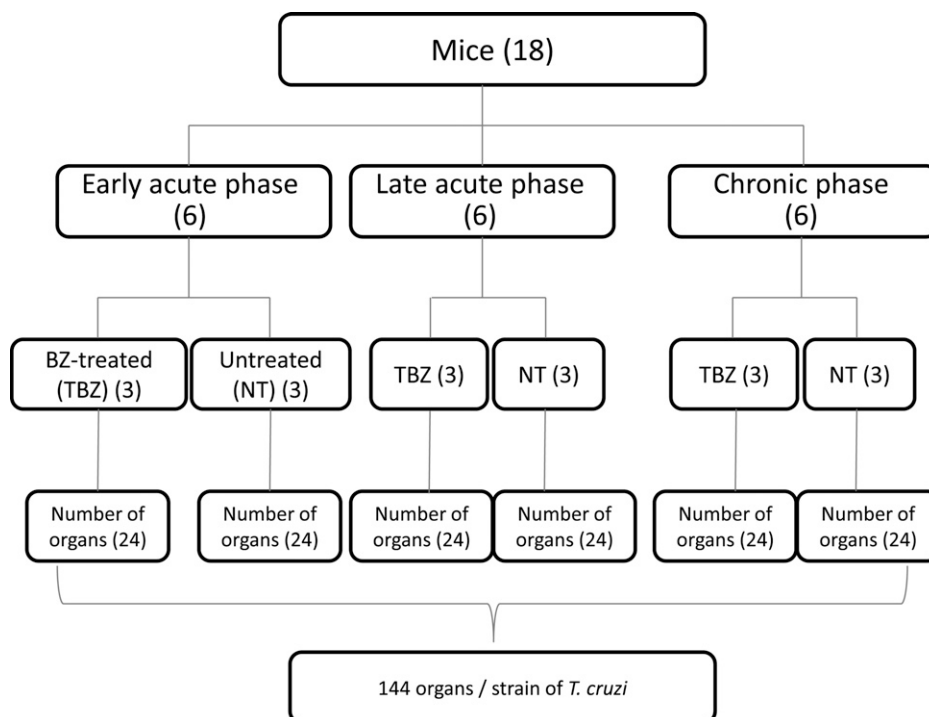 Mice (18)
Early acute phase
(6)
Late acute phase
(6)
Chronic phase
(6)
BZ-treated
(TBZ) (3)
Untreated
(NT) (3)
TBZ (3)
NT (3)
TBZ (3)
NT (3)
Number of
organs (24)
Number of
organs (24)
Number of
organs (24)
Number of
organs (24)
Number of
organs (24)
Number of
organs (24)
144 organs / strain of T. cruzi